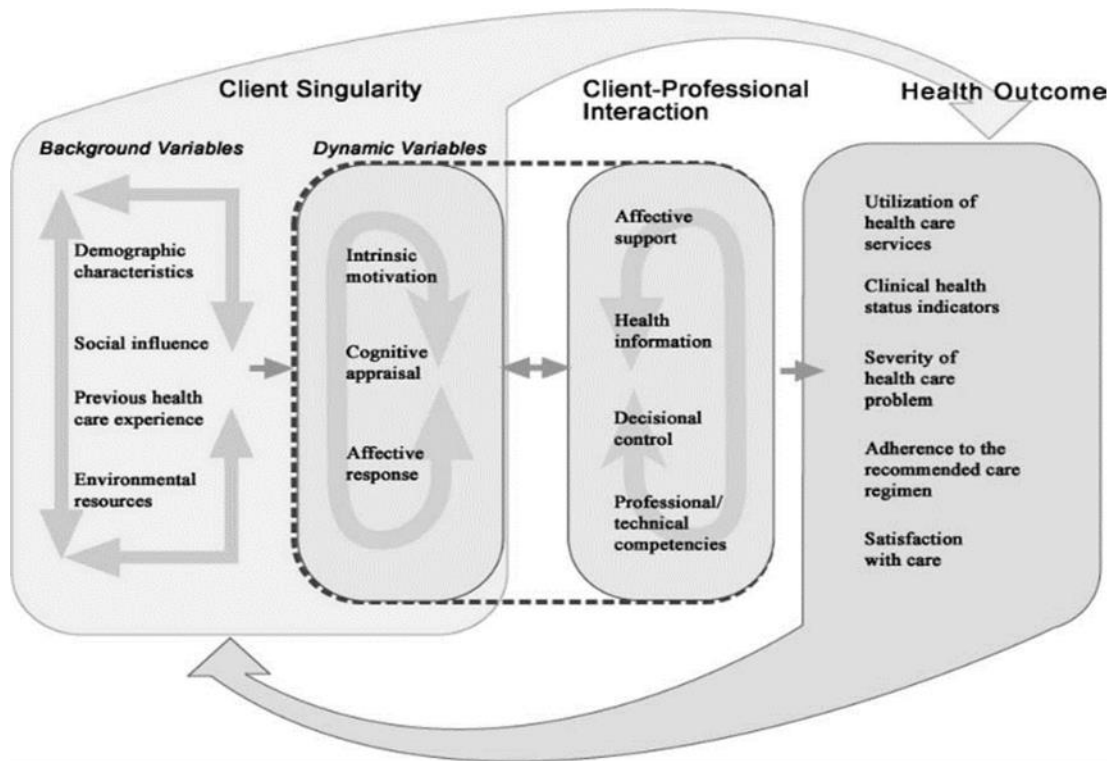 Client Singularity
Client-Professional
Interaction
Health Outcome
Background Variables
Dynamic Variables
Demographic
characteristics
Social influence
Previous health
care experience
Environmental
resources
Intrinsic
motivation
Cognitive
appraisal
Affective
response
Affective
support
Health
information
Decisional
control
Professional/
technical
competencies
Utilization of
health care
services
Clinical health
status indicators
Severity of
health care
problem
Adherence to the
recommended care
regimen
Satisfaction
with care